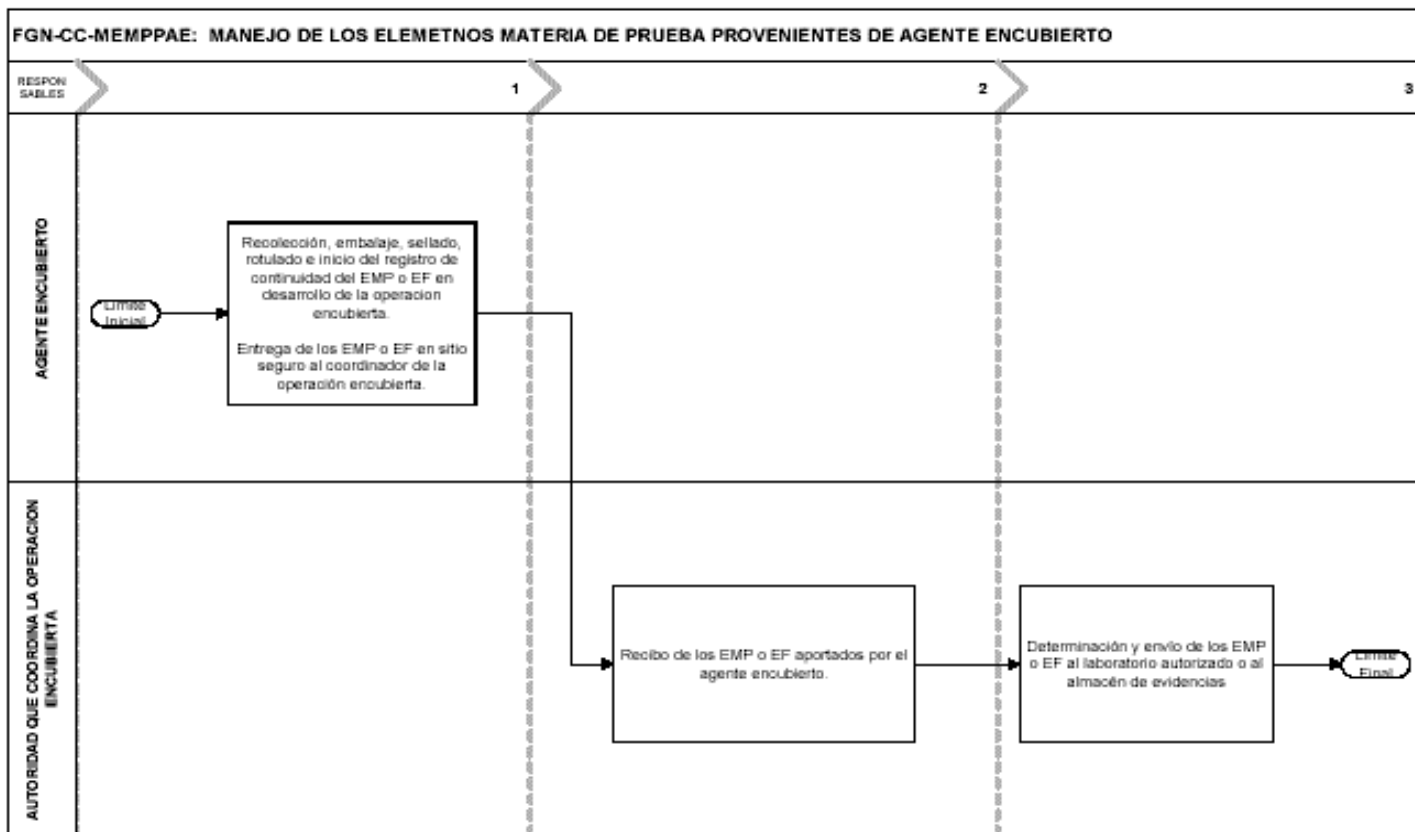 FGN-CC-MEMPPAE: MANEJO DE LOS ELEMETNOS MATERIA DE PRUEBA PROVENIENTES DE AGENTE ENCUBIERTO
RESPON
SABLES
1
2
3
AGENTE ENCUBIERTO
Limite
Inicial
Recolección, embalaje, sellado,
rotulado e inicio del registro de
continuidad del EMP o EF en
desarrollo de la operacion
encubierta.
Entrega de los EMP o EF en sitio
seguro al coordinador de la
operación encubierta.
AUTORIDAD QUE COORDINA LA OPERACION
ENCUBIERTA
Recibo de los EMP o EF aportados por el
agente encubierto.
Determinación y envío de los EMP
o EF al laboratorio autorizado o al
almacén de evidencias
Limite
Final